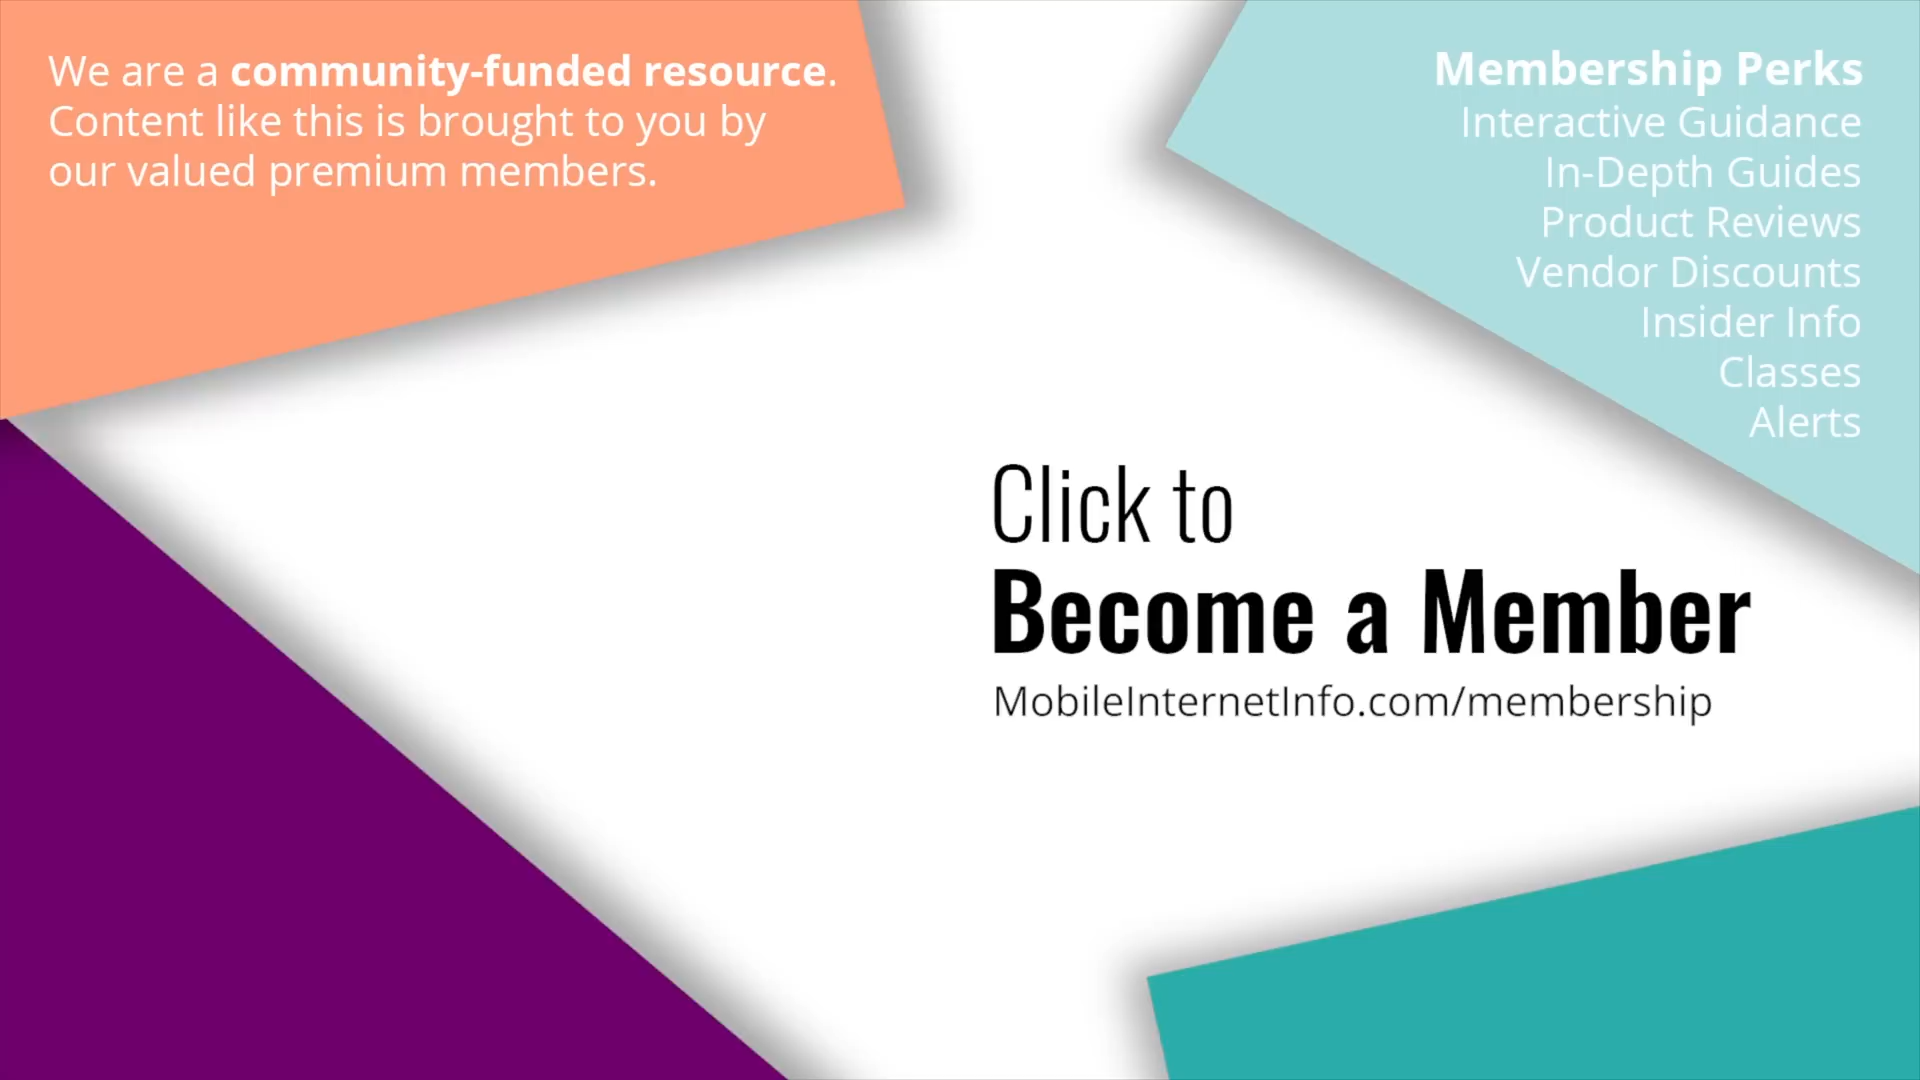 We are a community-funded resource.
Content like this is brought to you by
our valued premium members.
Membership Perks
Interactive Guidance
In-Depth Guides
Product Reviews
Vendor Discounts
Insider Info
Classes
Alerts
Click to
Become a Member
MobileInternetInfo.com/membership